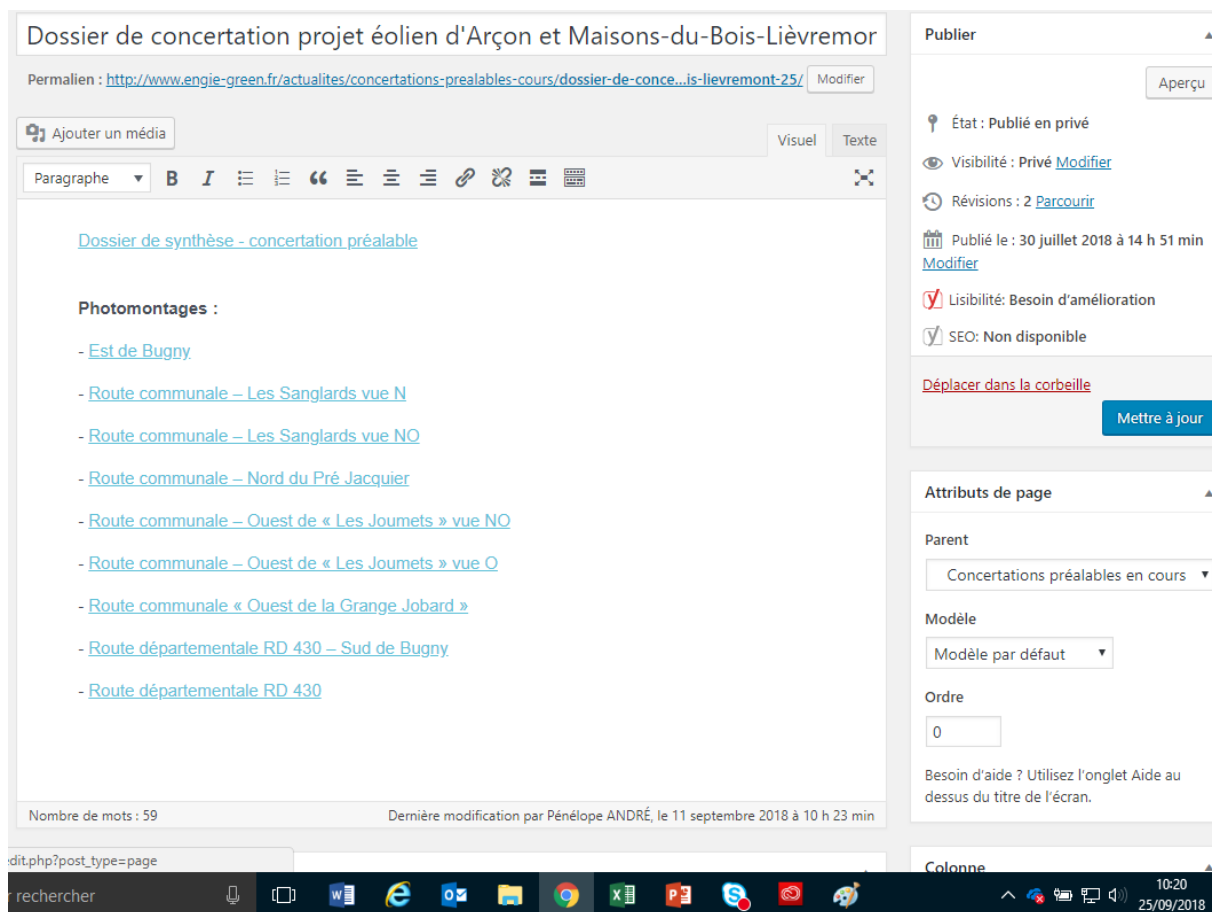 Dossier de concertation projet éolien d'Arçon et Maisons-du-Bois-Lièvremor
Permalien : http://www.engie-green.fr/actualites/concertations-prealables-cours/dossier-de-conce...is-lievremont-25/ Modifier
Ajouter un média
Visuel Texte
Paragraphe B I
Dossier de synthèse - concertation préalable
Photomontages :
- Est de Bugny
- Route communale – Les Sanglards vue N
- Route communale – Les Sanglards vue NO
- Route communale – Nord du Pré Jacquier
- Route communale – Ouest de « Les Joumets » vue NO
- Route communale – Ouest de « Les Joumets » vue O
- Route communale « Ouest de la Grange Jobard »
- Route départementale RD 430 – Sud de Bugny
- Route départementale RD 430
Nombre de mots : 59
Dernière modification par Pénélope ANDRÉ, le 11 septembre 2018 à 10 h 23 min
Publier
Aperçu
État : Publié en privé
Visibilité : Privé Modifier
Révisions : 2 Parcourir
Publié le : 30 juillet 2018 à 14 h 51 min
Modifier
Lisibilité: Besoin d'amélioration
SEO: Non disponible
Déplacer dans la corbeille
Mettre à jour
Attributs de page
Parent
Concertations préalables en cours
Modèle
Modèle par défaut
Ordre
0
Besoin d'aide ? Utilisez l'onglet Aide au
dessus du titre de l'écran.
Colonne
dit.php?post_type=page
r rechercher
10:20
25/09/2018